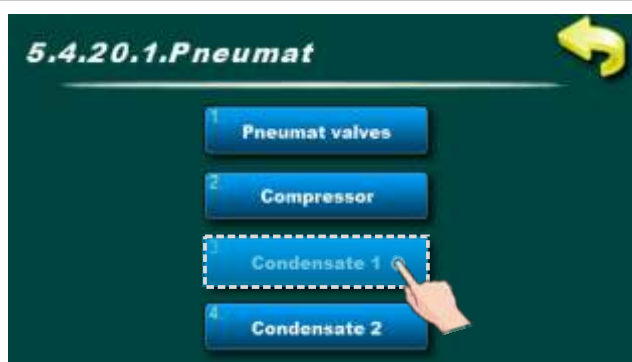 5.4.20.1.Pneumat
1
Pneumat valves
2
Compressor
3
Condensate 1
4
Condensate 2